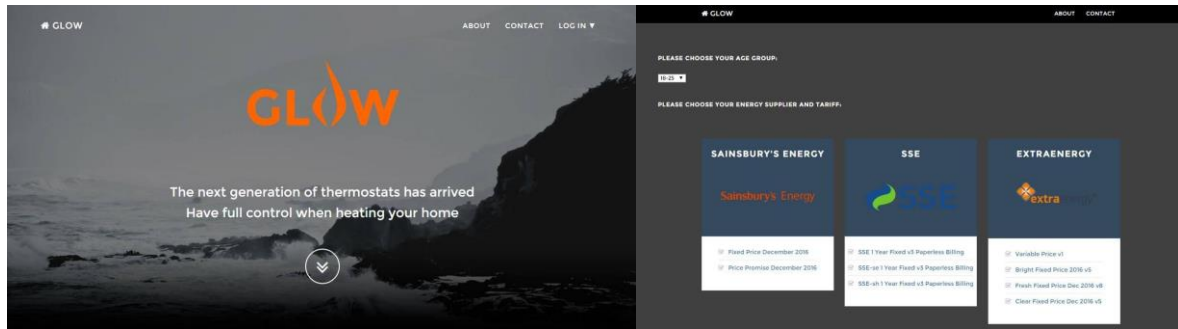 GLOW
ABOUT CONTACT LOG IN ▼
GLOW
The next generation of thermostats has arrived
Have full control when heating your home
GLOW
ABOUT CONTACT
PLEASE CHOOSE YOUR AGE GROUP:
18-25 ▼
PLEASE CHOOSE YOUR ENERGY SUPPLIER AND TARIFF:
SAINSBURY'S ENERGY
Sainsbury's Energy
Fixed Price December 2016
Price Promise December 2016
SSE
SSE
SSE 1 Year Fixed v3 Paperless Billing
SSE-sw 1 Year Fixed v3 Paperless Billing
SSE-sh 1 Year Fixed v3 Paperless Billing
EXTRAENERGY
extraenergy
Variable Price v1
Bright Fixed Price 2016 v5
Fresh Fixed Price Dec 2016 v8
Clear Fixed Price Dec 2016 v5